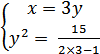 {x = 3y
y² = 15/(2×3−1)